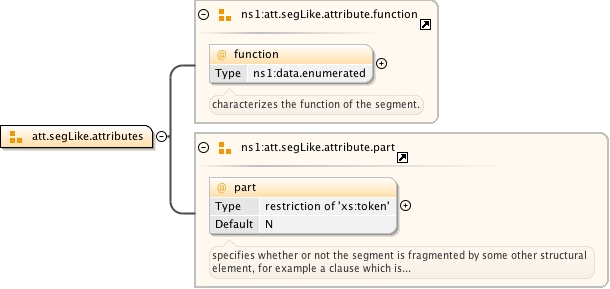 ns1:att.segLike.attribute.function
@ function
Type ns1:data.enumerated
characterizes the function of the segment.
att.segLike.attributes
ns1:att.segLike.attribute.part
@ part
Type restriction of 'xs:token'
Default N
specifies whether or not the segment is fragmented by some other structural
element, for example a clause which is...